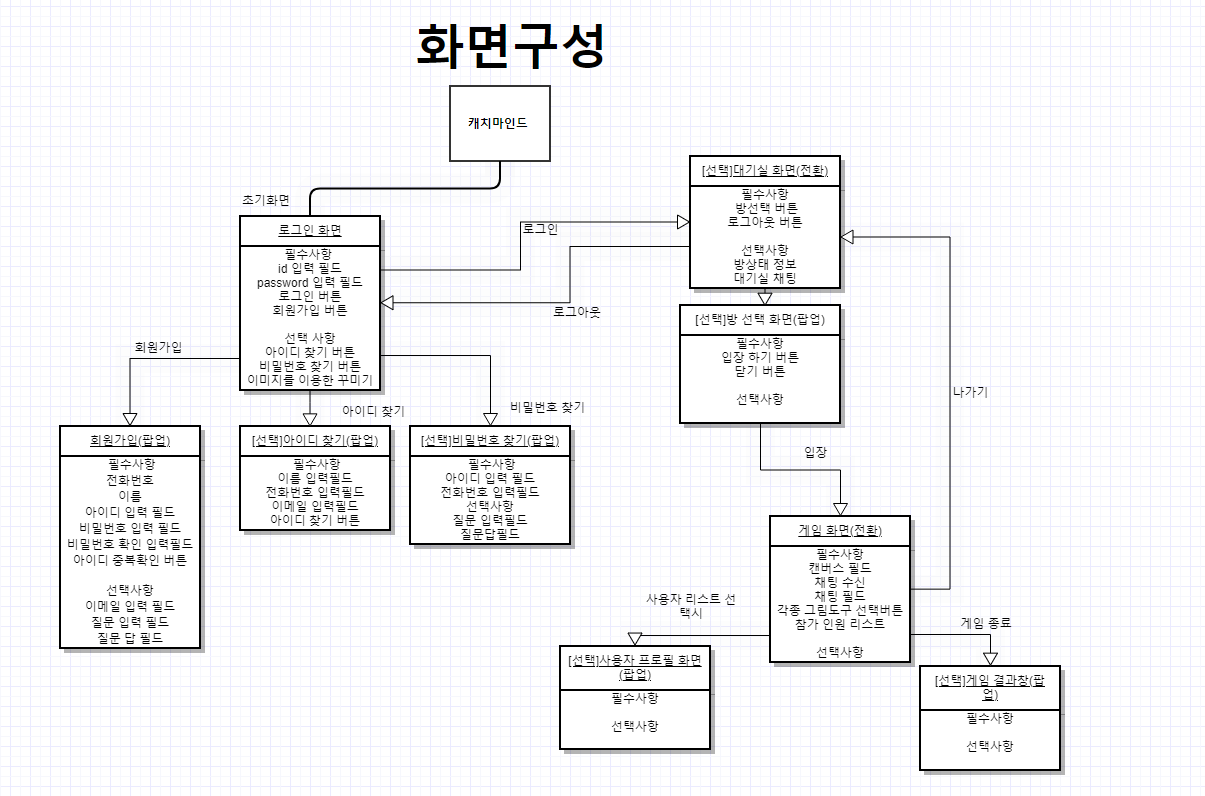 화면구성
캐치마인드
초기화면
로그인 화면
필수사항
id 입력 필드
password 입력 필드
로그인 버튼
회원가입 버튼
선택 사항
아이디 찾기 버튼
비밀번호 찾기 버튼
이미지를 이용한 꾸미기
로그인
로그아웃
[선택]대기실 화면(전환)
필수사항
방선택 버튼
로그아웃 버튼
선택사항
방상태 정보
대기실 채팅
[선택]방 선택 화면(팝업)
필수사항
입장 하기 버튼
닫기 버튼
선택사항
나가기
입장
회원가입
아이디 찾기
비밀번호 찾기
회원가입(팝업)
필수사항
전화번호
이름
아이디 입력 필드
비밀번호 입력 필드
비밀번호 확인 입력필드
아이디 중복확인 버튼
선택사항
이메일 입력 필드
질문 입력 필드
질문 답 필드
[선택]아이디 찾기(팝업)
필수사항
이름 입력필드
전화번호 입력필드
이메일 입력필드
아이디 찾기 버튼
[선택]비밀번호 찾기(팝업)
필수사항
아이디 입력 필드
전화번호 입력필드
선택사항
질문 입력필드
질문답필드
게임 화면(전환)
필수사항
캔버스 필드
채팅 수신
채팅 필드
각종 그림도구 선택버튼
참가 인원 리스트
선택사항
사용자 리스트 선
택시
게임 종료
[선택]사용자 프로필 화면
(팝업)
필수사항
선택사항
[선택]게임 결과창(팝
업)
필수사항
선택사항